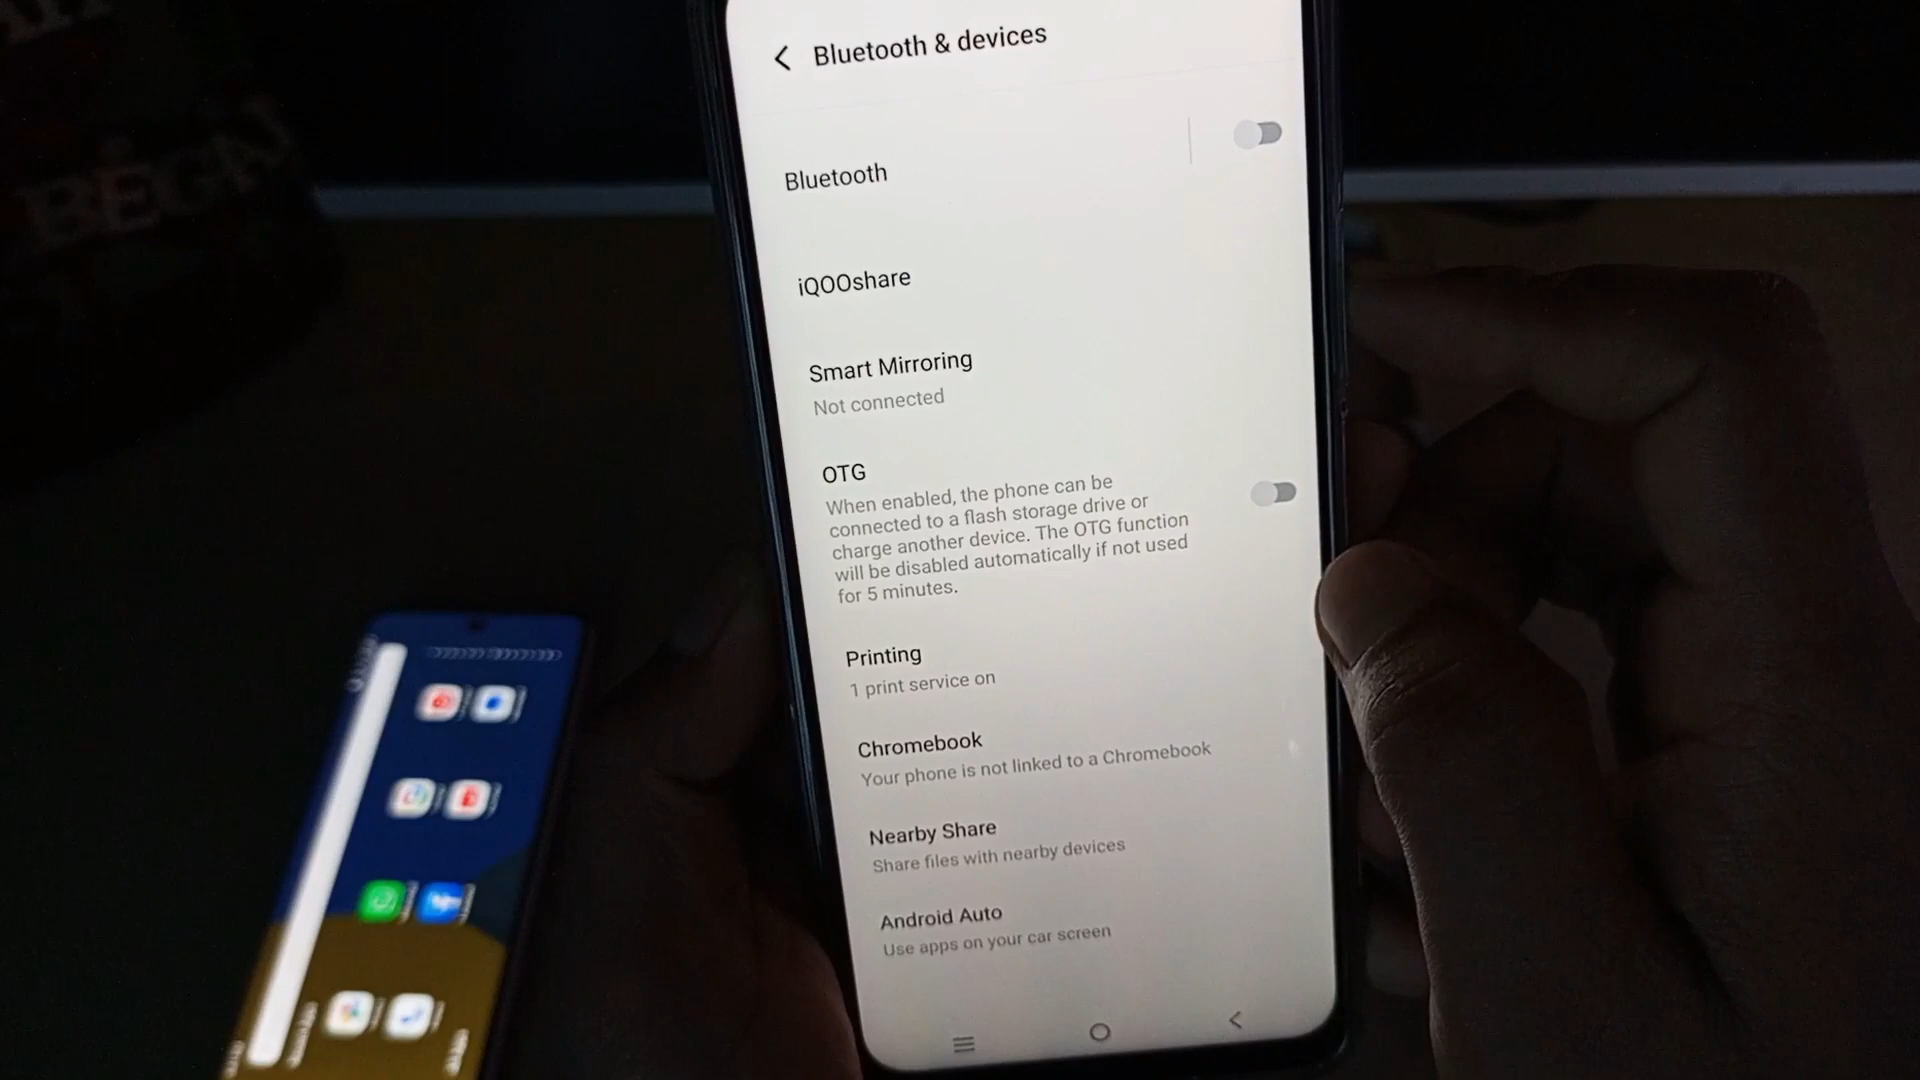 Bluetooth & devices
Bluetooth
iQOOshare
Smart Mirroring
Not connected
OTG
When enabled, the phone can be
connected to a flash storage drive or
charge another device. The OTG function
will be disabled automatically if not used
for 5 minutes.
Printing
1 print service on
Chromebook
Your phone is not linked to a Chromebook
Nearby Share
Share files with nearby devices
Android Auto
Use apps on your car screen